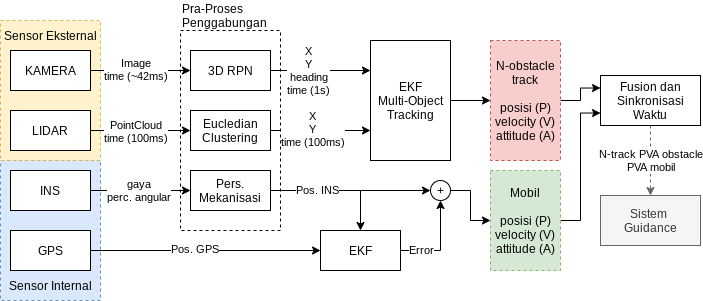 Pra-Proses
Penggabungan
Sensor Eksternal
KAMERA
Image
time (~42ms)
3D RPN
X
Y
heading
time (1s)
LIDAR
PointCloud
time (100ms)
Eucledian
Clustering
X
Y
time (100ms)
EKF
Multi-Object
Tracking
N-obstacle
track
posisi (P)
velocity (V)
attitude (A)
Fusion dan
Sinkronisasi
Waktu
N-track PVA obstacle
PVA mobil
Sistem
Guidance
INS
gaya
perc. angular
Pers.
Mekanisasi
Pos. INS
+
Mobil
posisi (P)
velocity (V)
attitude (A)
GPS
Pos. GPS
EKF
Error
Sensor Internal